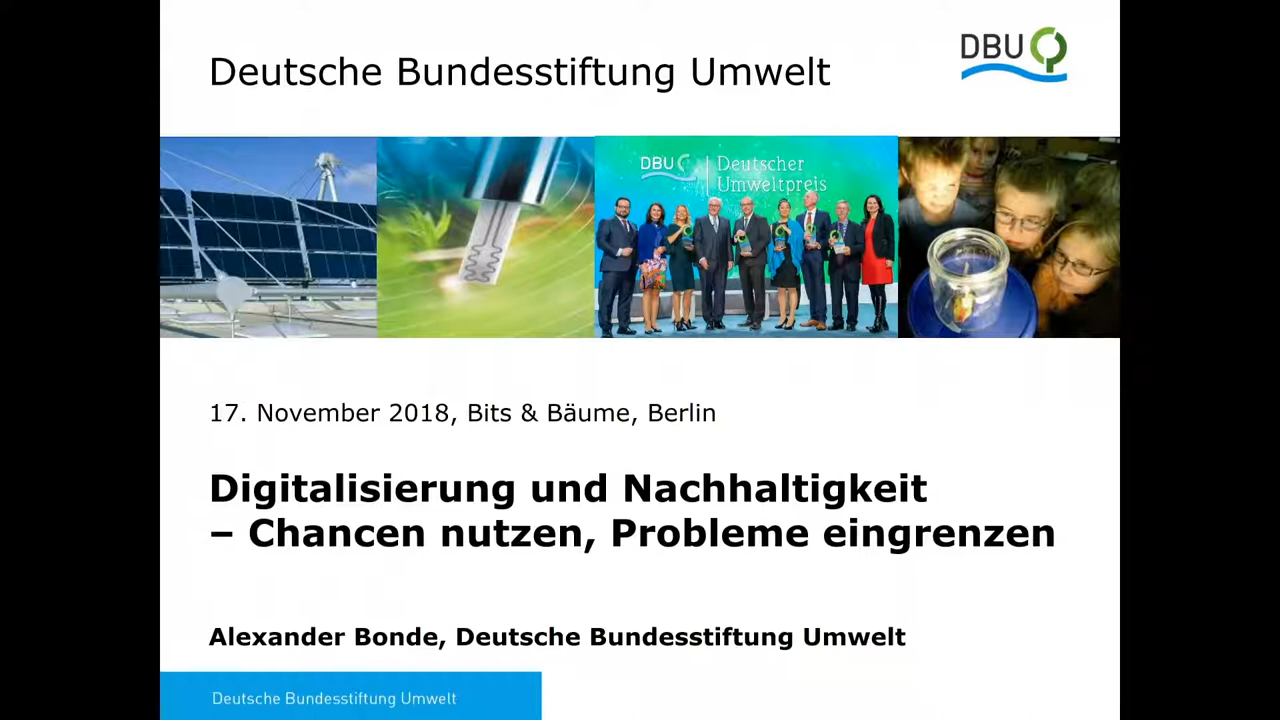 Deutsche Bundesstiftung Umwelt
DBU
DBU
Deutscher
Umweltpreis
17. November 2018, Bits & Bäume, Berlin
Digitalisierung und Nachhaltigkeit
– Chancen nutzen, Probleme eingrenzen
Alexander Bonde, Deutsche Bundesstiftung Umwelt
Deutsche Bundesstiftung Umwelt